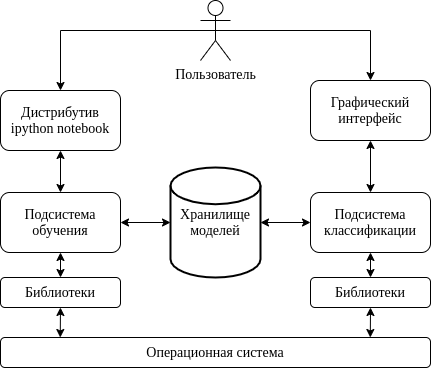 Пользователь
Дистрибутив
ipython notebook
Графический
интерфейс
Подсистема
обучения
Хранилище
моделей
Подсистема
классификации
Библиотеки
Библиотеки
Операционная система